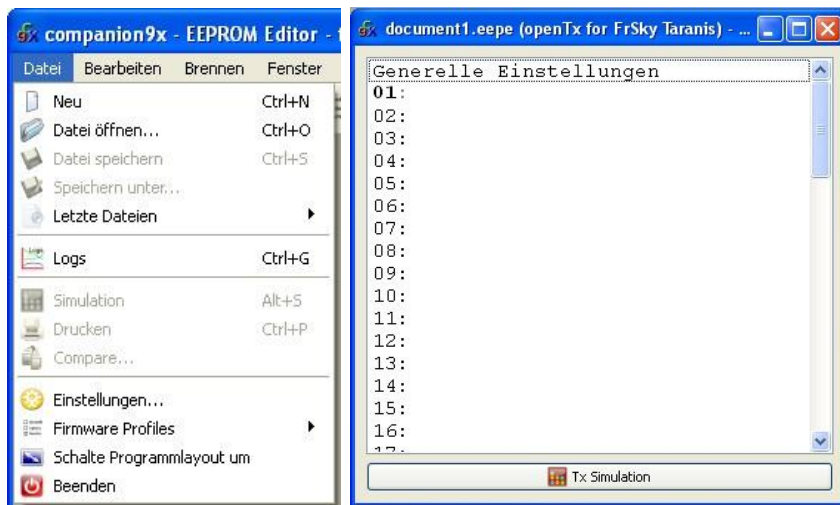 companion9x - EEPROM Editor -
Datei Bearbeiten Brennen Fenster
Neu Ctrl+N
Datei öffnen... Ctrl+O
Datei speichern Ctrl+S
Speichern unter...
Letzte Dateien
Logs Ctrl+G
Simulation Alt+S
Drucken Ctrl+P
Compare...
Einstellungen...
Firmware Profiles
Schalte Programmlayout um
Beenden
document1.eepe (openTx for FrSky Taranis) - ...
Generelle Einstellungen
01:
02:
03:
04:
05:
06:
07:
08:
09:
10:
11:
12:
13:
14:
15:
16:
17:
Tx Simulation